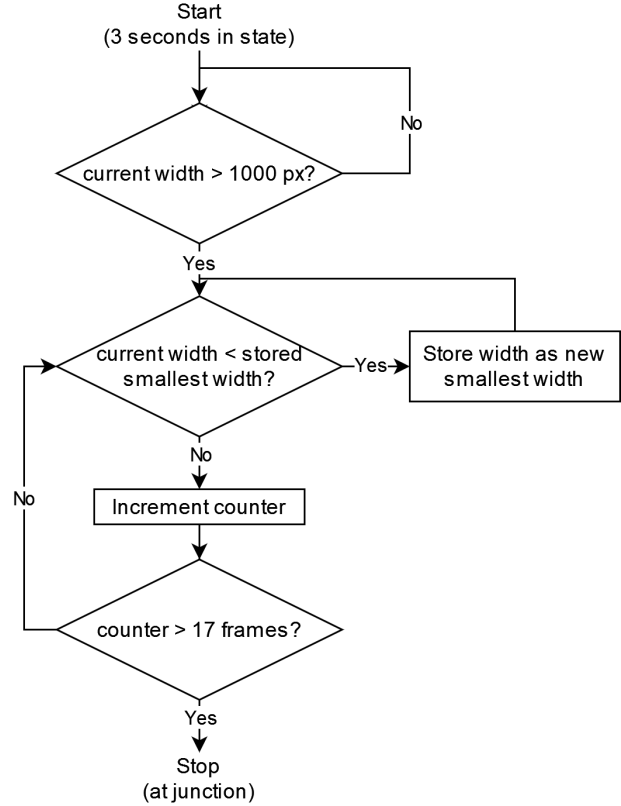 Start
(3 seconds in state)
No
current width > 1000 px?
Yes
current width < stored
smallest width?
Yes
Store width as new
smallest width
No
No
Increment counter
counter > 17 frames?
Yes
Stop
(at junction)